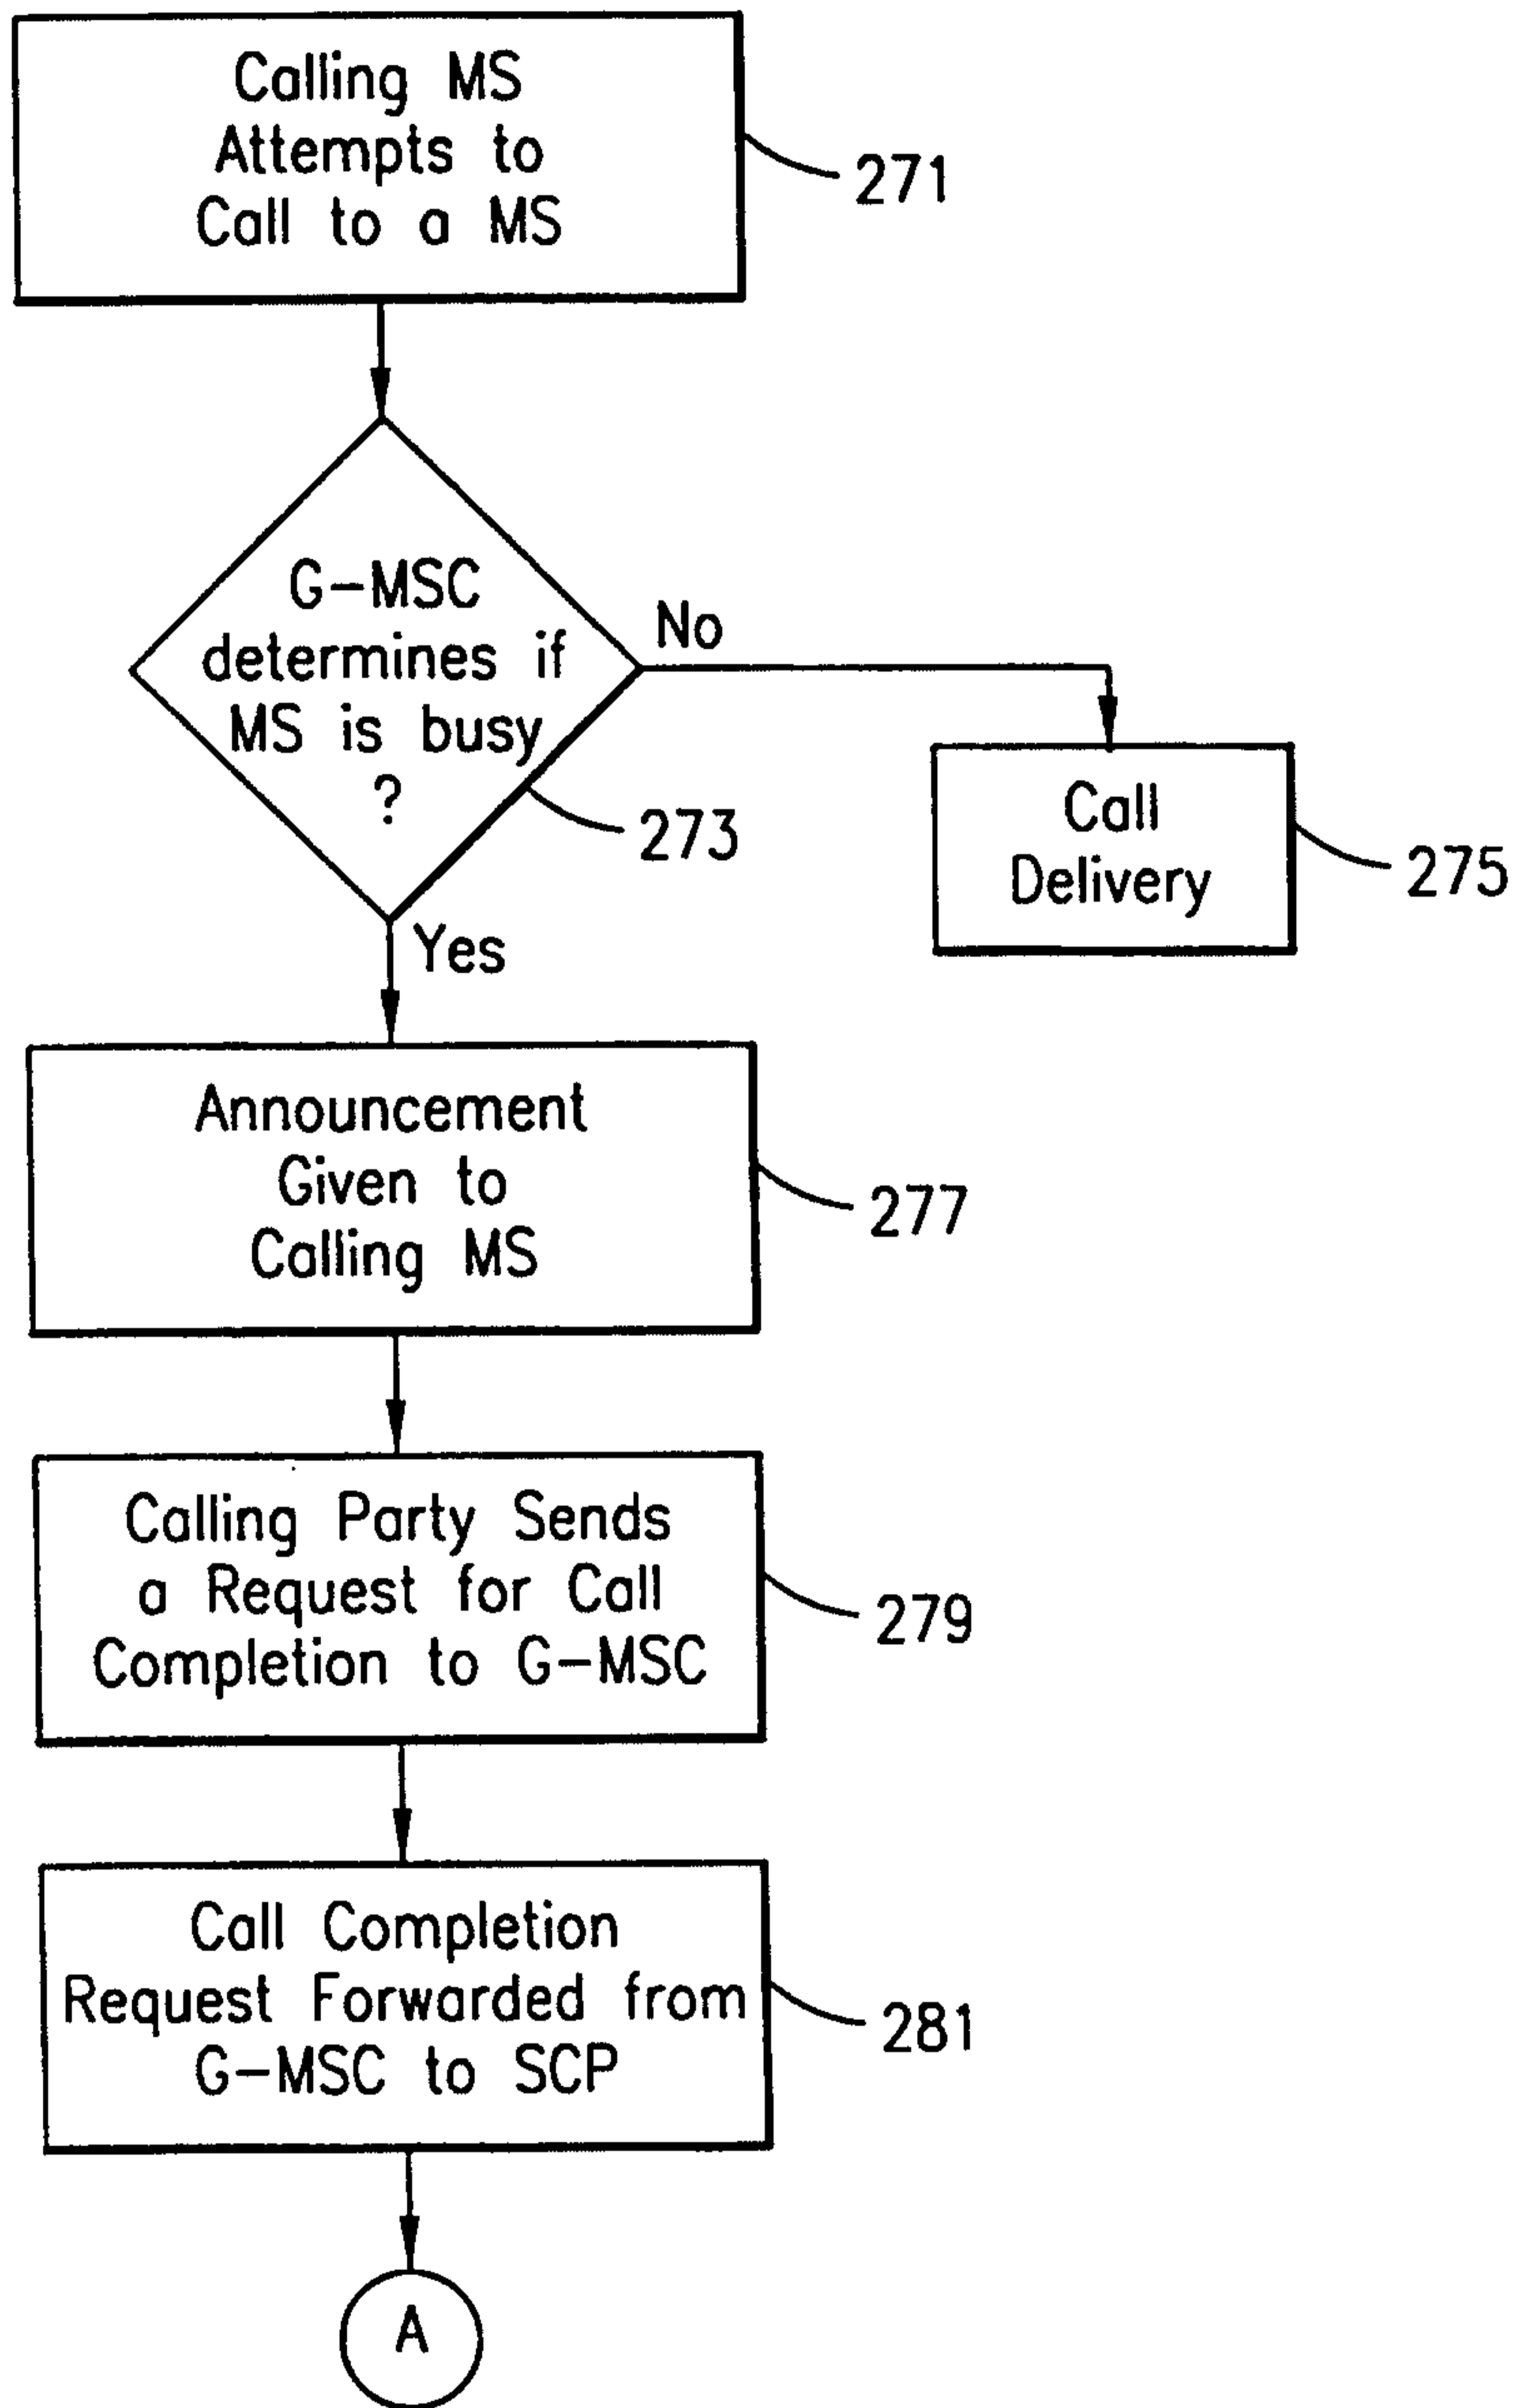 Calling MS
Attempts to
Call to a MS
271
G-MSC
determines if
MS is busy
?
No
273
Call
Delivery
275
Yes
Announcement
Given to
Calling MS
277
Calling Party Sends
a Request for Call
Completion to G-MSC
279
Call Completion
Request Forwarded from
G-MSC to SCP
281
A